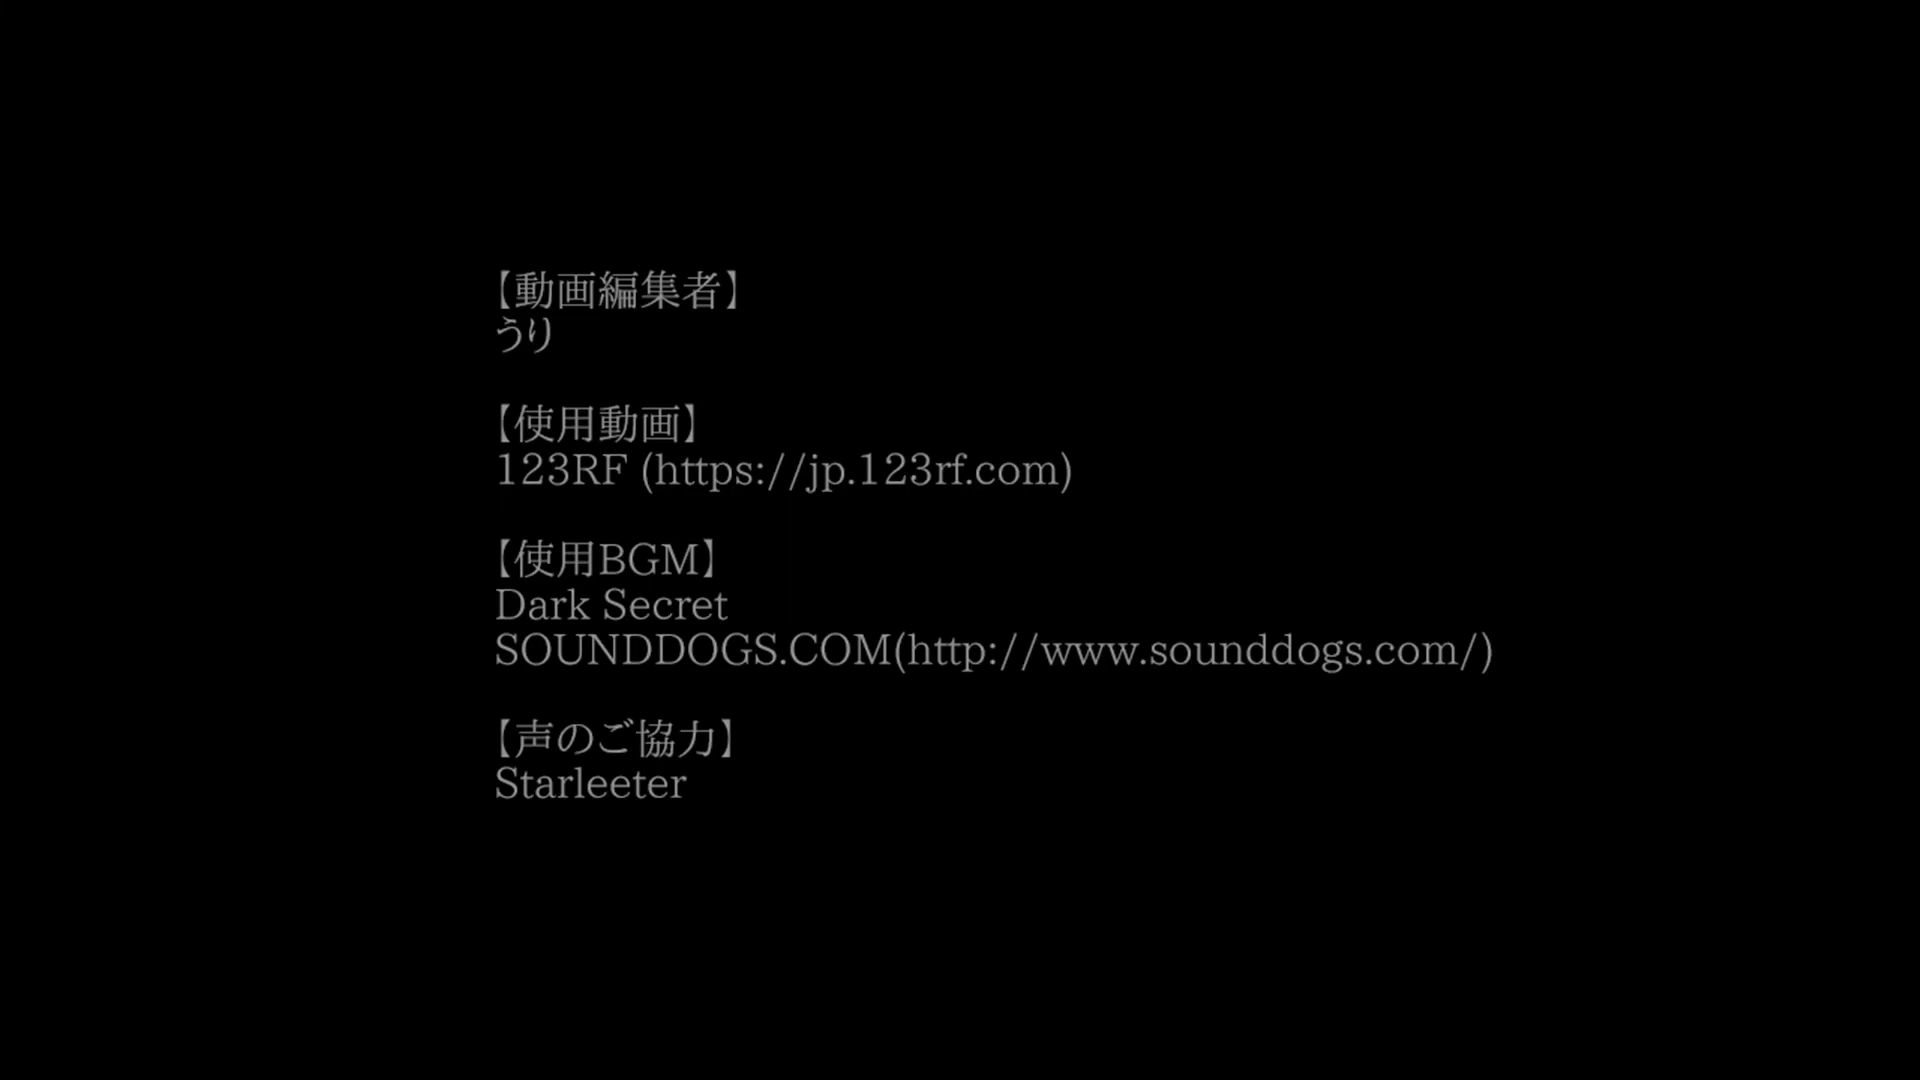 【動画編集者】
うり
【使用動画】
123RF (https://jp.123rf.com)
【使用BGM】
Dark Secret
SOUNDDOGS.COM(http://www.sounddogs.com/)
【声のご協力】
Starleeter